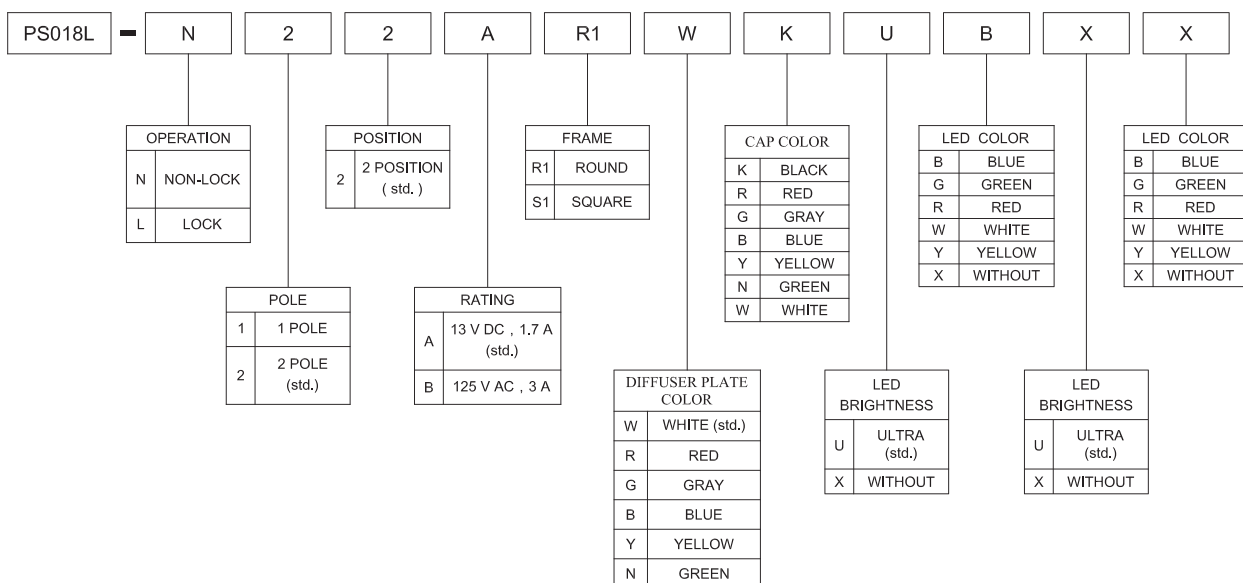 PS018L - N 2 2 A R1 W K U B X X
OPERATION
N NON-LOCK
L LOCK
POSITION
2 2 POSITION
( std. )
FRAME
R1 ROUND
S1 SQUARE
CAP COLOR
K BLACK
R RED
G GRAY
B BLUE
Y YELLOW
N GREEN
W WHITE
LED COLOR
B BLUE
G GREEN
R RED
W WHITE
Y YELLOW
X WITHOUT
LED COLOR
B BLUE
G GREEN
R RED
W WHITE
Y YELLOW
X WITHOUT
POLE
1 1 POLE
2 2 POLE
(std.)
RATING
A 13 V DC , 1.7 A
(std.)
B 125 V AC , 3 A
DIFFUSER PLATE
COLOR
W WHITE (std.)
R RED
G GRAY
B BLUE
Y YELLOW
N GREEN
LED
BRIGHTNESS
U ULTRA
(std.)
X WITHOUT
LED
BRIGHTNESS
U ULTRA
(std.)
X WITHOUT